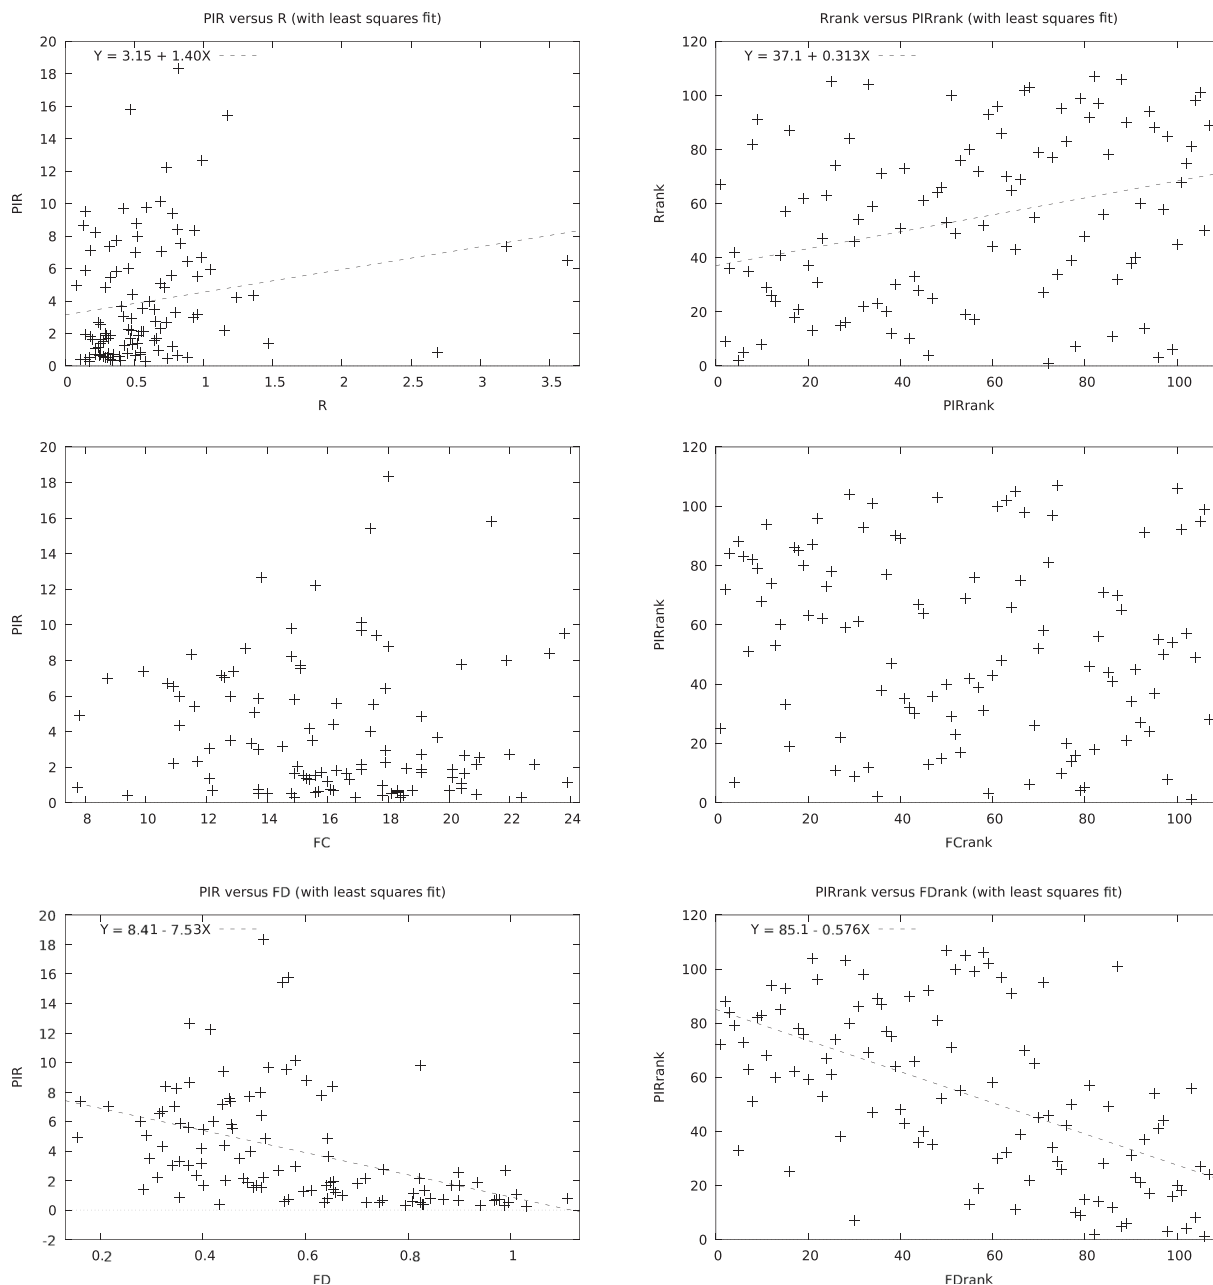 PIR versus R (with least squares fit)
Y = 3.15 + 1.40X
20
18
16
14
12
10
8
6
4
2
0
PIR
0 0.5 1 1.5 2 2.5 3 3.5
R
Rrank versus PIRrank (with least squares fit)
Y = 37.1 + 0.313X
120
100
80
60
40
20
0
Rrank
20 40 60 80 100
PIRrank
20
18
16
14
12
10
8
6
4
2
0
PIR
8 10 12 14 16 18 20 22 24
FC
120
100
80
60
40
20
0
PIRrank
20 40 60 80 100
FCrank
PIR versus FD (with least squares fit)
Y = 8.41 - 7.53X
20
18
16
14
12
10
8
6
4
2
0
-2
PIR
0.2 0.4 0.6 0.8 1
FD
PIRrank versus FDrank (with least squares fit)
Y = 85.1 - 0.576X
120
100
80
60
40
20
0
PIRrank
20 40 60 80 100
FDrank